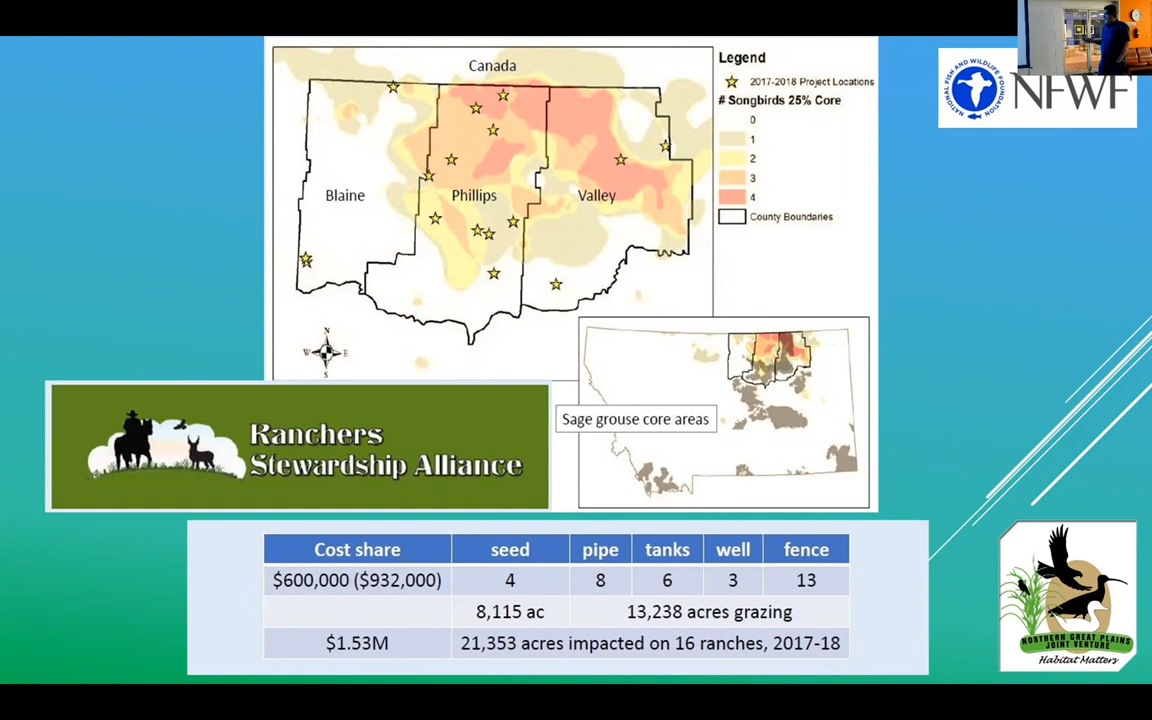 Canada
Blaine
Phillips
Valley
N
W E
S
Legend
2017-2018 Project Locations
# Songbirds 25% Core
0
1
2
3
4
County Boundaries
NATIONAL FISH AND WILDLIFE FOUNDATION
NFWF
Sage grouse core areas
Ranchers
Stewardship Alliance
Cost share seed pipe tanks well fence
$600,000 ($932,000) 4 8 6 3 13
8,115 ac 13,238 acres grazing
$1.53M 21,353 acres impacted on 16 ranches, 2017-18
NORTHERN GREAT PLAINS
JOINT VENTURE
Habitat Matters